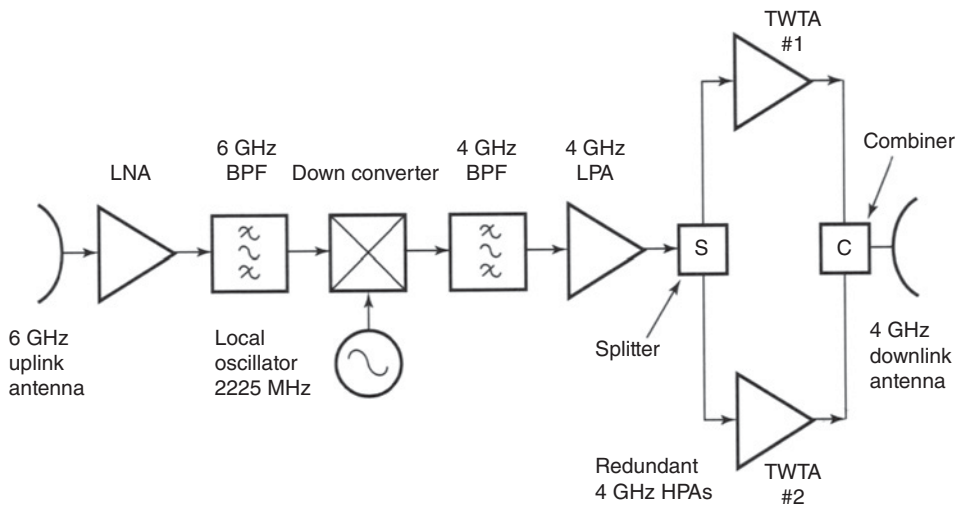 TWTA
#1
Combiner
6 GHz
BPF
4 GHz
BPF
4 GHz
LPA
LNA
Down converter
S
C
6 GHz
uplink
antenna
Local
oscillator
2225 MHz
Splitter
4 GHz
downlink
antenna
Redundant
4 GHz HPAs
TWTA
#2